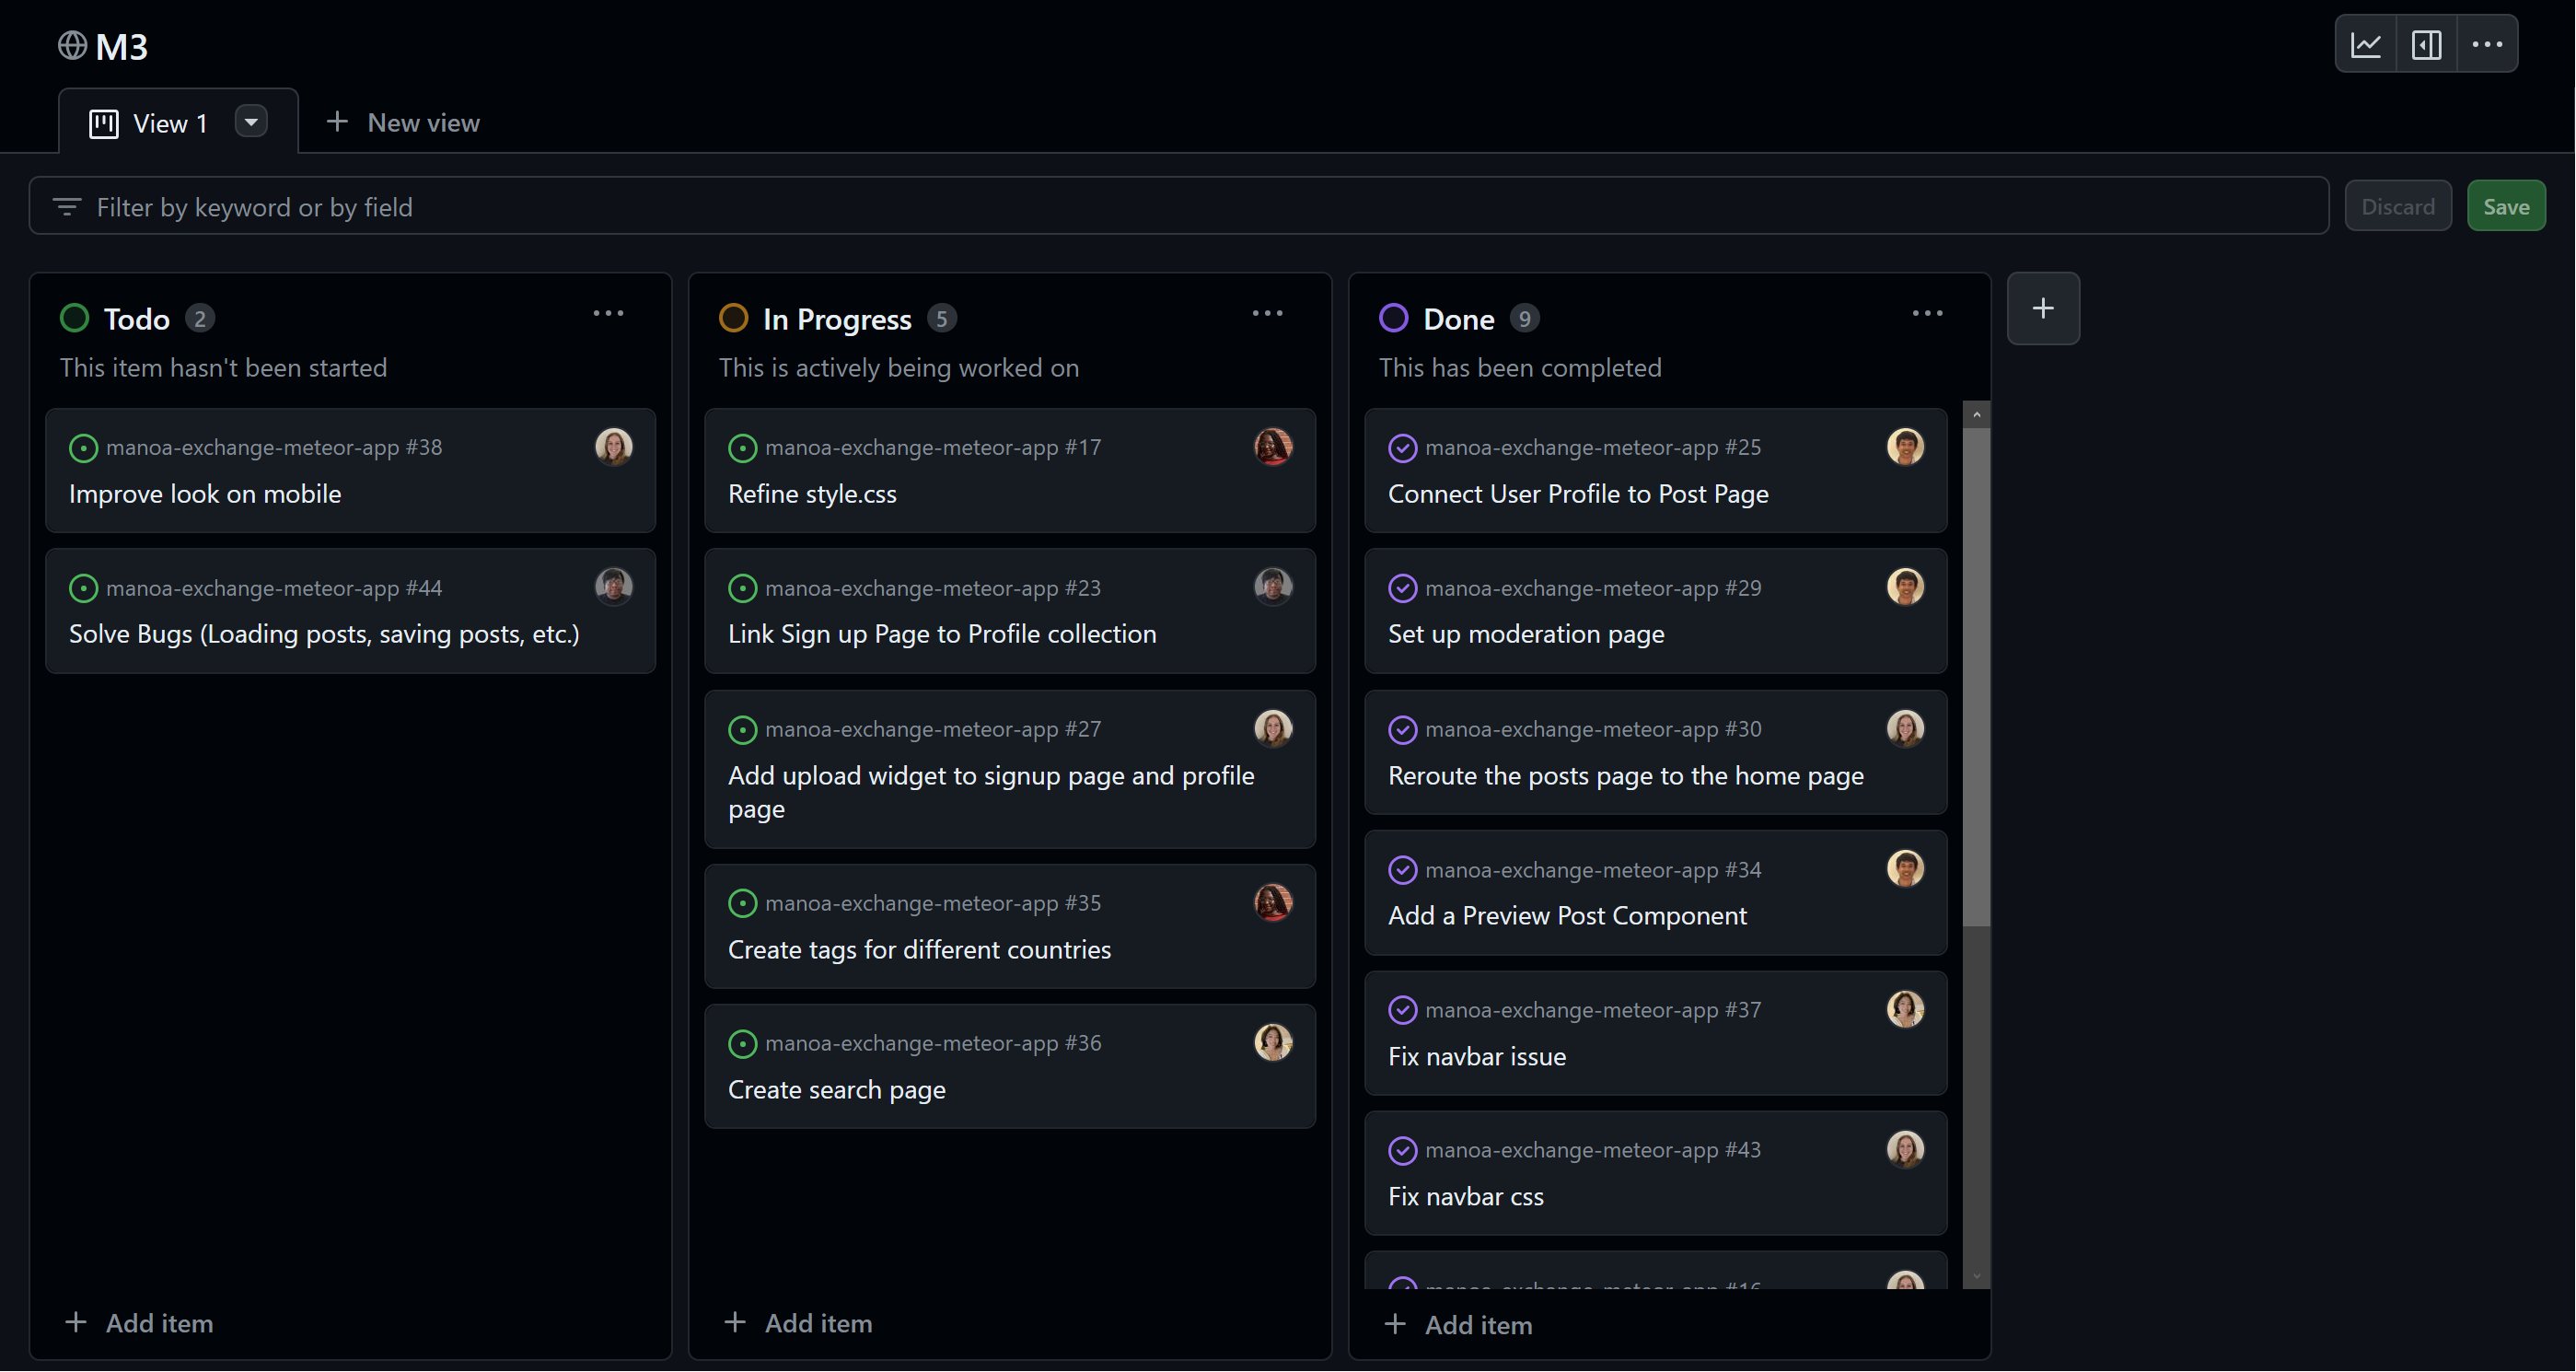 M3
View 1
New view
Filter by keyword or by field
Discard
Save
Todo 2
This item hasn't been started
manoa-exchange-meteor-app #38
Improve look on mobile
manoa-exchange-meteor-app #44
Solve Bugs (Loading posts, saving posts, etc.)
Add item
In Progress 5
This is actively being worked on
manoa-exchange-meteor-app #17
Refine style.css
manoa-exchange-meteor-app #23
Link Sign up Page to Profile collection
manoa-exchange-meteor-app #27
Add upload widget to signup page and profile
page
manoa-exchange-meteor-app #35
Create tags for different countries
manoa-exchange-meteor-app #36
Create search page
Add item
Done 9
This has been completed
manoa-exchange-meteor-app #25
Connect User Profile to Post Page
manoa-exchange-meteor-app #29
Set up moderation page
manoa-exchange-meteor-app #30
Reroute the posts page to the home page
manoa-exchange-meteor-app #34
Add a Preview Post Component
manoa-exchange-meteor-app #37
Fix navbar issue
manoa-exchange-meteor-app #43
Fix navbar css
manoa-exchange-meteor-app #16
Add item